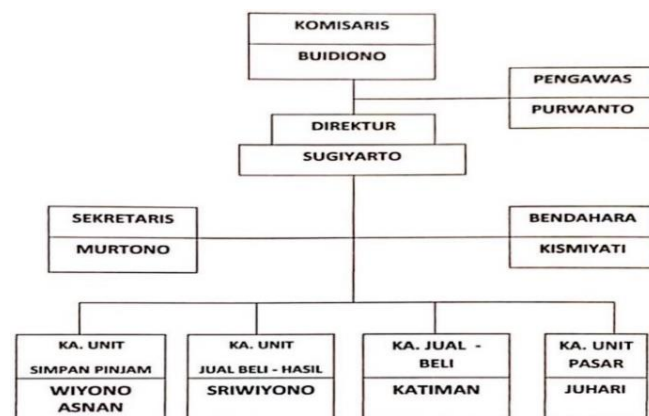 KOMISARIS
BUIDIONO
PENGAWAS
PURWANTO
DIREKTUR
SUGIYARTO
SEKRETARIS
MURTONO
BENDAHARA
KISMIYATI
KA. UNIT
SIMPAN PINJAM
WIYONO
ASNAN
KA. UNIT
JUAL BELI - HASIL
SRIWIYONO
KA. JUAL -
BELI
KATIMAN
KA. UNIT
PASAR
JUHARI